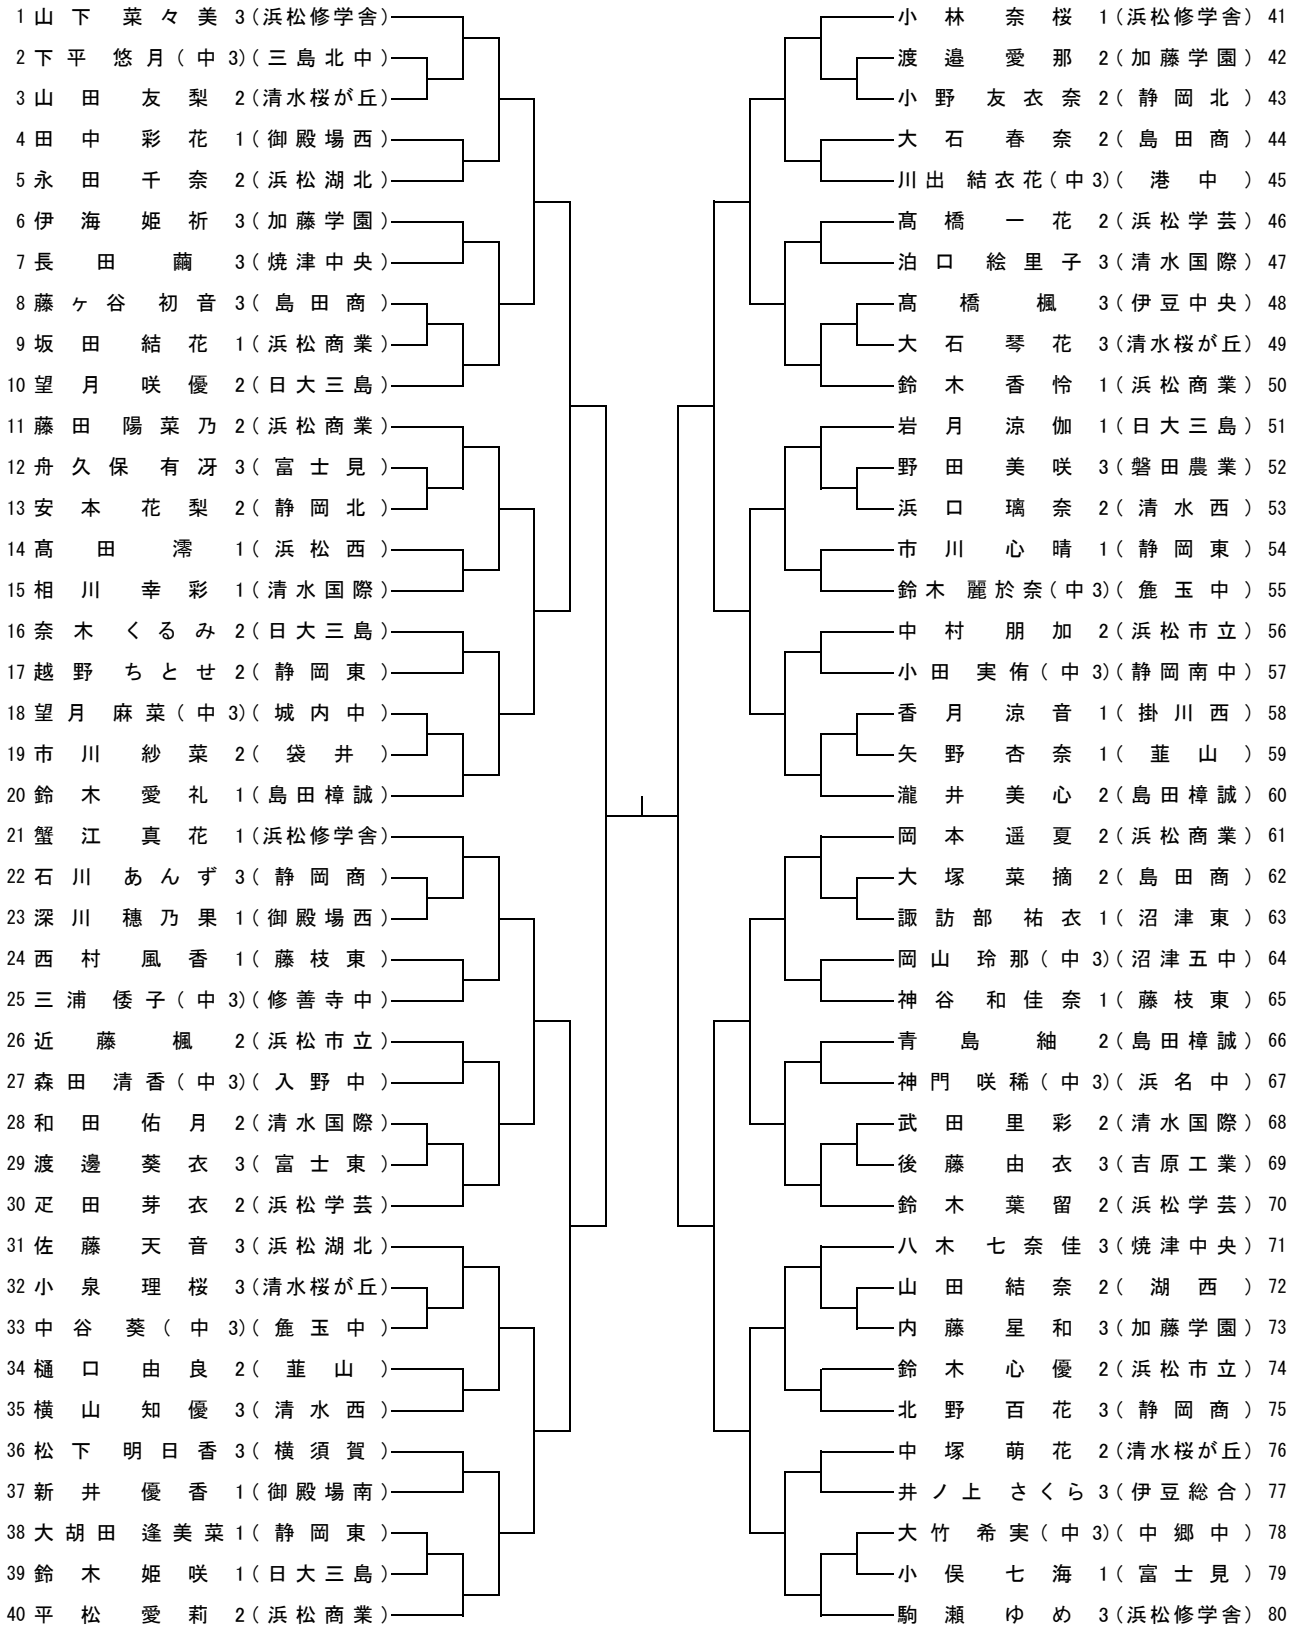 1 山下 菜々美 3 (浜松修学舎)
2 下平 悠月(中3)(三島北中)
3 山田 友梨 2 (清水桜が丘)
4 田中 彩花 1 (御殿場西)
5 永田 千奈 2 (浜松湖北)
6 伊海 姫祈 3 (加藤学園)
7 長田 繭 3 (焼津中央)
8 藤ヶ谷 初音 3 (島田商)
9 坂田 結花 1 (浜松商業)
10 望月 咲優 2 (日大三島)
11 藤田 陽菜乃 2 (浜松商業)
12 舟久保 有冴 3 (富士見)
13 安本 花梨 2 (静岡北)
14 髙田 澪 1 (浜松西)
15 相川 幸彩 1 (清水国際)
16 奈木 くるみ 2 (日大三島)
17 越野 ちとせ 2 (静岡東)
18 望月 麻菜(中3)(城内中)
19 市川 紗菜 2 (袋井)
20 鈴木 愛礼 1 (島田樟誠)
21 蟹江 真花 1 (浜松修学舎)
22 石川 あんず 3 (静岡商)
23 深川 穂乃果 1 (御殿場西)
24 西村 風香 1 (藤枝東)
25 三浦 倭子(中3)(修善寺中)
26 近藤 楓 2 (浜松市立)
27 森田 清香(中3)(入野中)
28 和田 佑月 2 (清水国際)
29 渡邊 葵衣 3 (富士東)
30 疋田 芽衣 2 (浜松学芸)
31 佐藤 天音 3 (浜松湖北)
32 小泉 理桜 3 (清水桜が丘)
33 中谷 葵(中3)(麁玉中)
34 樋口 由良 2 (韮山)
35 横山 知優 3 (清水西)
36 松下 明日香 3 (横須賀)
37 新井 優香 1 (御殿場南)
38 大胡田 逢美菜 1 (静岡東)
39 鈴木 姫咲 1 (日大三島)
40 平松 愛莉 2 (浜松商業)
小林 奈桜 1 (浜松修学舎) 41
渡邉 愛那 2 (加藤学園) 42
小野 友衣奈 2 (静岡北) 43
大石 春奈 2 (島田商) 44
川出 結衣花(中3)(港中) 45
髙橋 一花 2 (浜松学芸) 46
泊口 絵里子 3 (清水国際) 47
髙橋 楓 3 (伊豆中央) 48
大石 琴花 3 (清水桜が丘) 49
鈴木 香怜 1 (浜松商業) 50
岩月 涼伽 1 (日大三島) 51
野田 美咲 3 (磐田農業) 52
浜口 璃奈 2 (清水西) 53
市川 心晴 1 (静岡東) 54
鈴木 麗於奈(中3)(麁玉中) 55
中村 朋加 2 (浜松市立) 56
小田 実侑(中3)(静岡南中) 57
香月 涼音 1 (掛川西) 58
矢野 杏奈 1 (韮山) 59
瀧井 美心 2 (島田樟誠) 60
岡本 遥夏 2 (浜松商業) 61
大塚 菜摘 2 (島田商) 62
諏訪部 祐衣 1 (沼津東) 63
岡山 玲那(中3)(沼津五中) 64
神谷 和佳奈 1 (藤枝東) 65
青島 紬 2 (島田樟誠) 66
神門 咲稀(中3)(浜名中) 67
武田 里彩 2 (清水国際) 68
後藤 由衣 3 (吉原工業) 69
鈴木 葉留 2 (浜松学芸) 70
八木 七奈佳 3 (焼津中央) 71
山田 結奈 2 (湖西) 72
内藤 星和 3 (加藤学園) 73
鈴木 心優 2 (浜松市立) 74
北野 百花 3 (静岡商) 75
中塚 萌花 2 (清水桜が丘) 76
井ノ上 さくら 3 (伊豆総合) 77
大竹 希実(中3)(中郷中) 78
小俣 七海 1 (富士見) 79
駒瀬 ゆめ 3 (浜松修学舎) 80